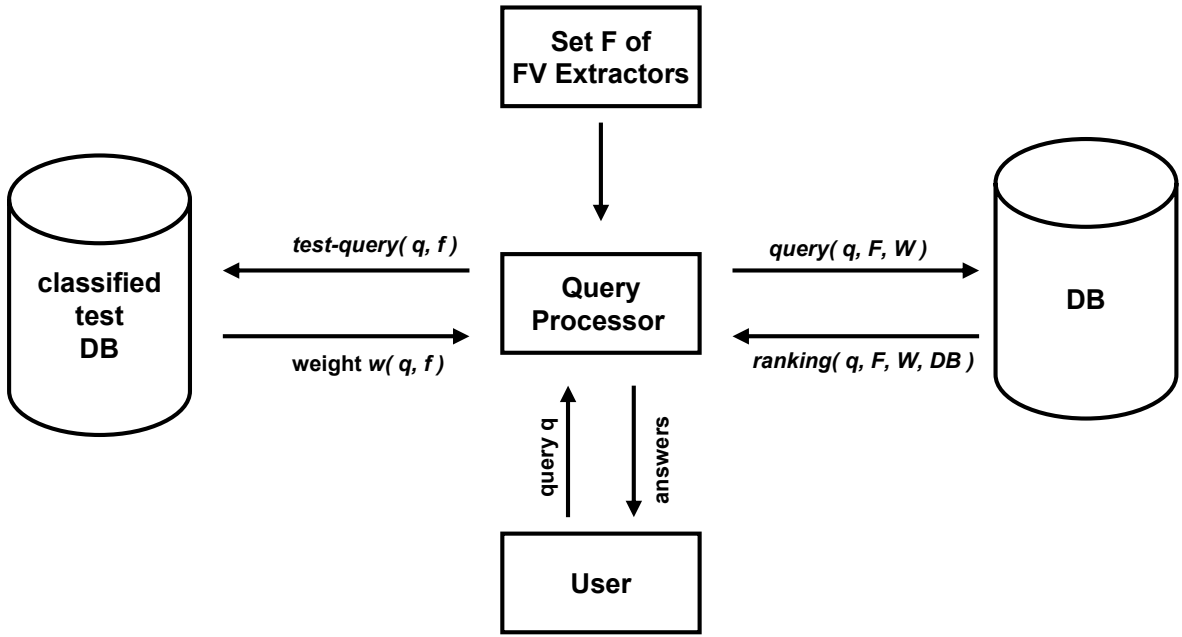 Set F of
FV Extractors
test-query( q, f )
query( q, F, W )
classified
test
DB
Query
Processor
DB
weight w( q, f )
ranking( q, F, W, DB )
query q
answers
User